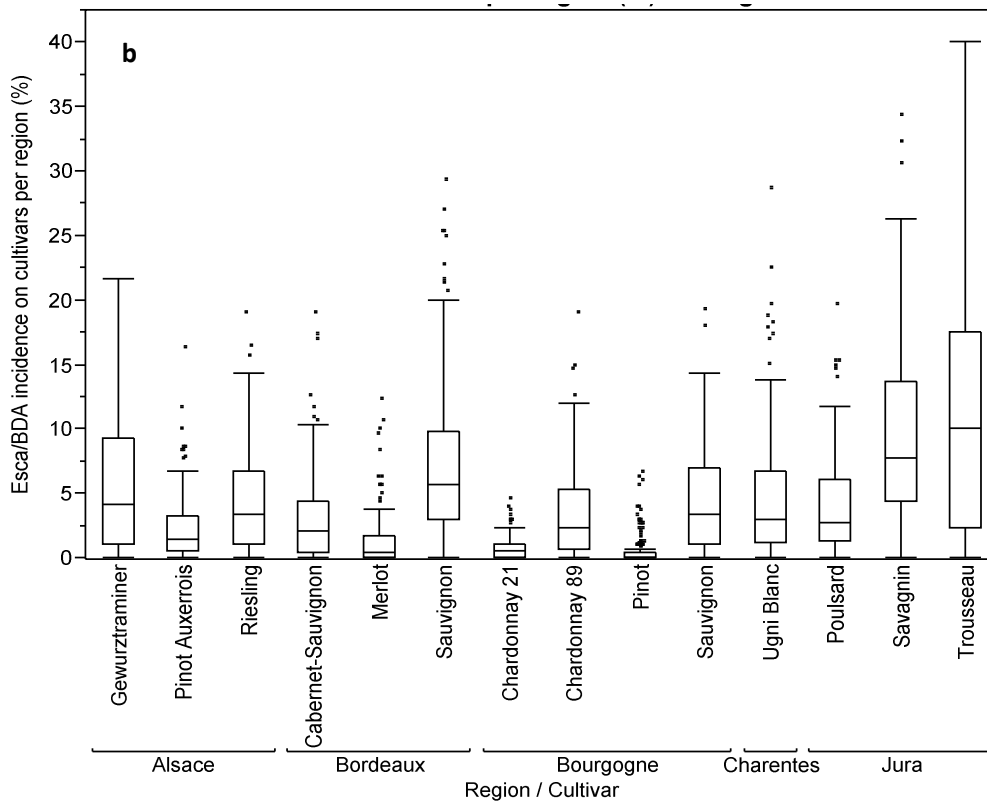 b
Esca/BDA incidence on cultivars per region (%)
40
35
30
25
20
15
10
5
0
Gewurztraminer
Pinot Auxerrois
Riesling
Cabernet-Sauvignon
Merlot
Sauvignon
Chardonnay 21
Chardonnay 89
Pinot
Sauvignon
Ugni Blanc
Poulsard
Savagnin
Trousseau
Alsace Bordeaux Bourgogne Charentes Jura
Region / Cultivar